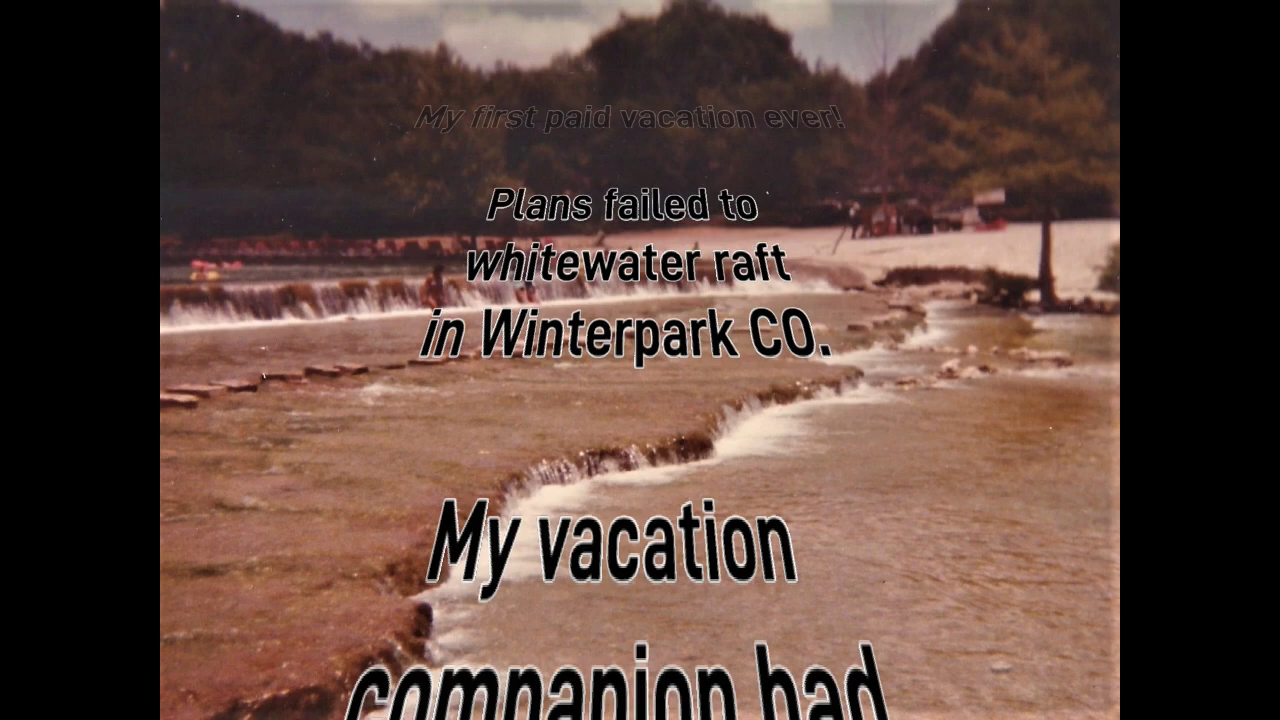 My first paid vacation ever!
Plans failed to
whitewater raft
in Winterpark CO.
My vacation
companion had